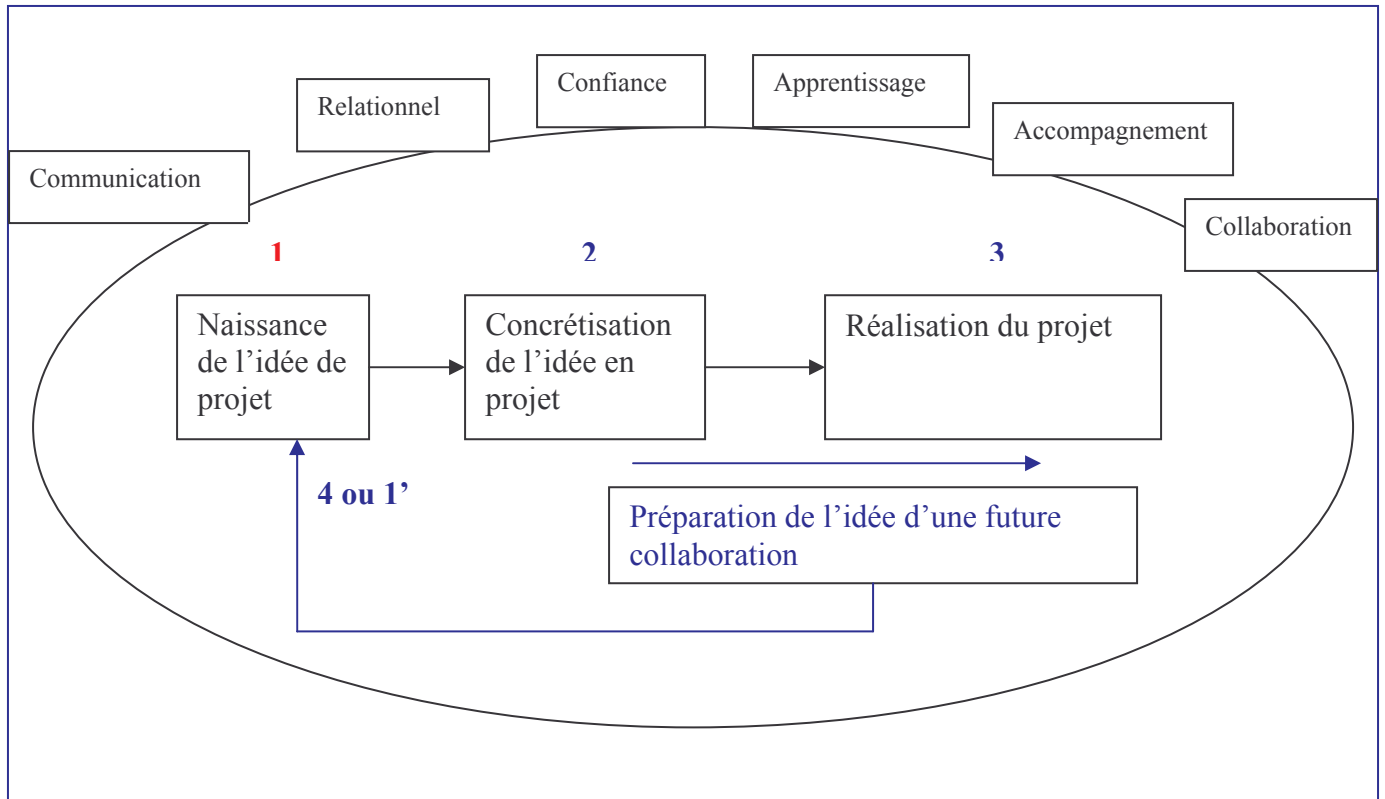 Communication
Relationnel
Confiance
Apprentissage
Accompagnement
Collaboration
1
2
3
Naissance
de l’idée de
projet
Concrétisation
de l’idée en
projet
Réalisation du projet
4 ou 1’
Préparation de l’idée d’une future
collaboration